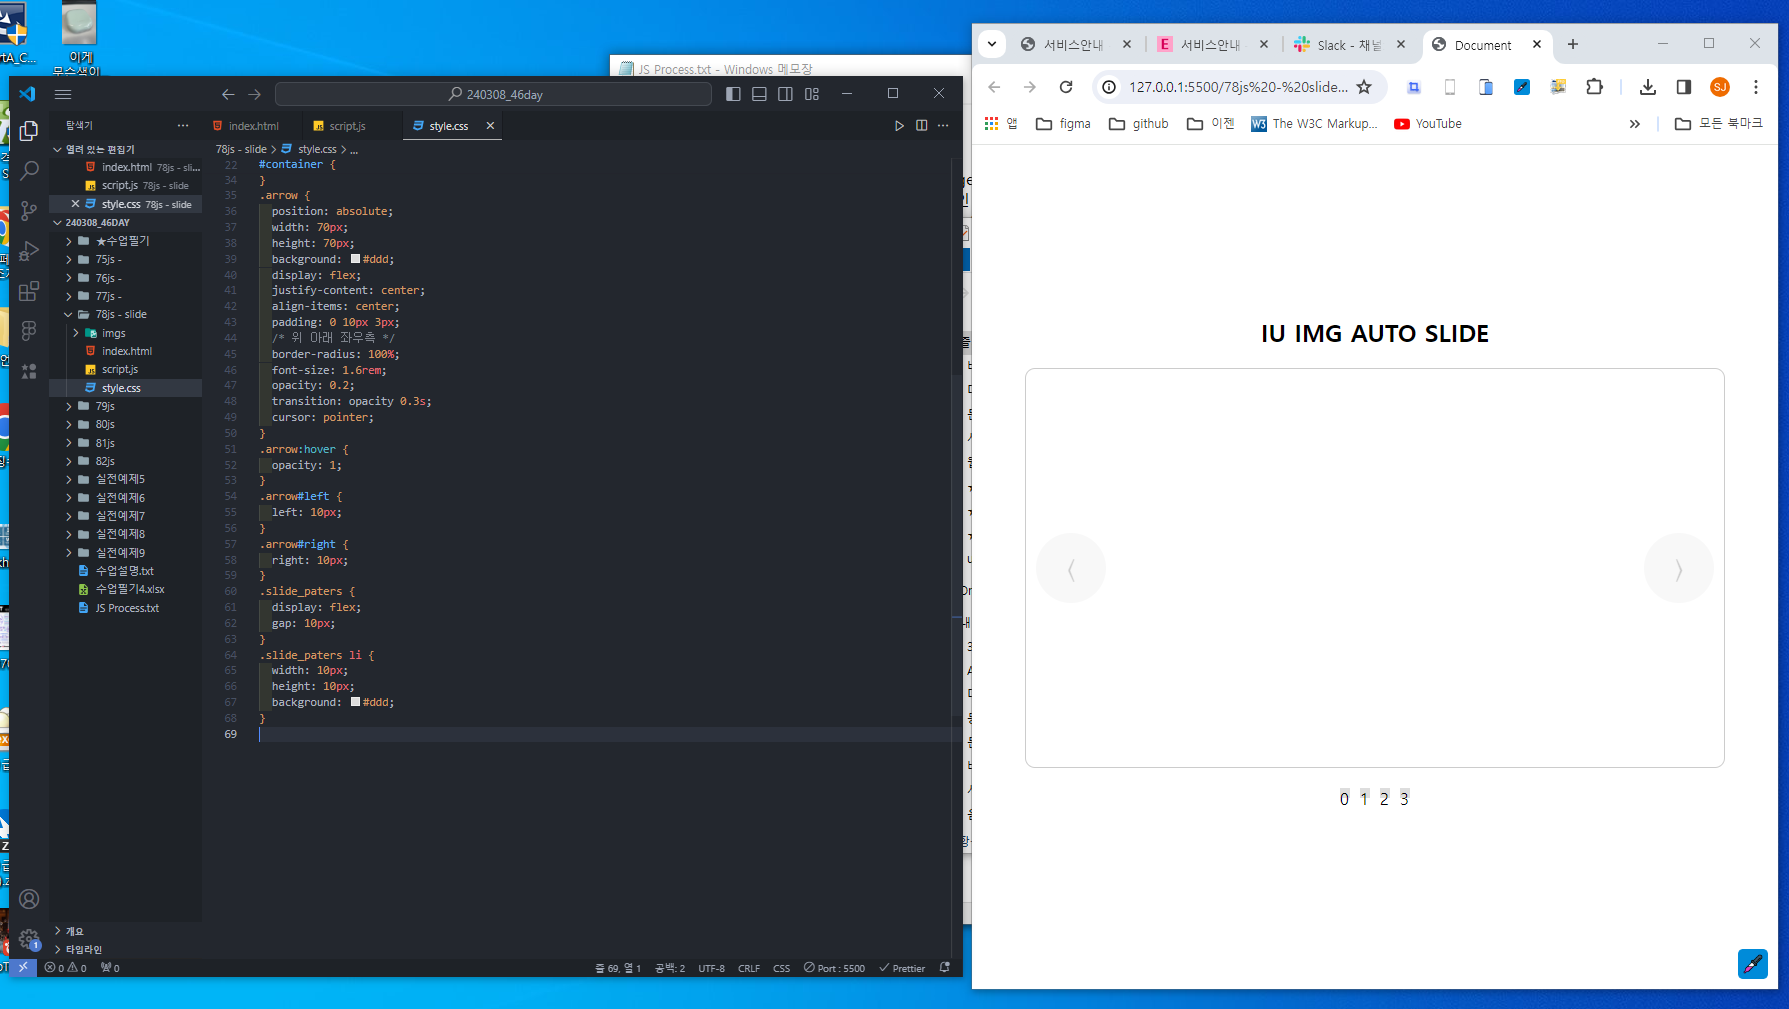 이게
무슨색이
JS Process.txt - Windows 메모장
240308_46day
탐색기
index.html
script.js
style.css
열려 있는 편집기
index.html 78js - sli...
script.js 78js - slide
style.css 78js - slide
240308_46DAY
★수업필기
75js -
76js -
77js -
78js - slide
imgs
index.html
script.js
style.css
79js
80js
81js
82js
실전예제5
실전예제6
실전예제7
실전예제8
실전예제9
수업설명.txt
수업필기4.xlsx
JS Process.txt
개요
타임라인
78js - slide > style.css > ...
22 #container {
34 }
35 .arrow {
36 position: absolute;
37 width: 70px;
38 height: 70px;
39 background: #ddd;
40 display: flex;
41 justify-content: center;
42 align-items: center;
43 padding: 0 10px 3px;
44 /* 위 아래 좌우측 */
45 border-radius: 100%;
46 font-size: 1.6rem;
47 opacity: 0.2;
48 transition: opacity 0.3s;
49 cursor: pointer;
50 }
51 .arrow:hover {
52 opacity: 1;
53 }
54 .arrow#left {
55 left: 10px;
56 }
57 .arrow#right {
58 right: 10px;
59 }
60 .slide_paters {
61 display: flex;
62 gap: 10px;
63 }
64 .slide_paters li {
65 width: 10px;
66 height: 10px;
67 background: #ddd;
68 }
69
1
0 0 0
줄 69, 열 1 공백: 2 UTF-8 CRLF CSS Port : 5500 Prettier
서비스안내
서비스안내
Slack - 채널
Document
127.0.0.1:5500/78js%20-%20slide...
SJ
앱 figma github 이젠 The W3C Markup... YouTube » 모든 북마크
IU IMG AUTO SLIDE
〈 〉
0 1 2 3